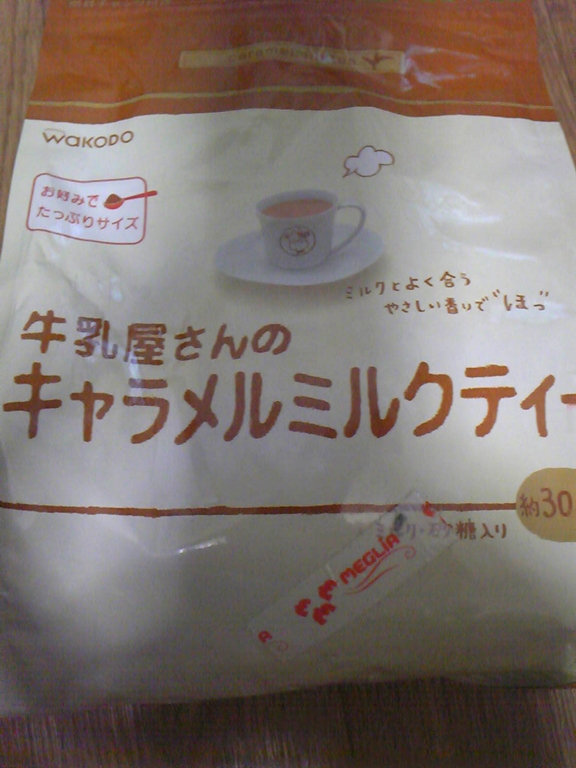 WAKODO
お好みで
たっぷりサイズ
ミルクとよく合う
やさしい香りで"ほっ"
牛乳屋さんの
キャラメルミルクティー
約30
糖入り
MEGLiA